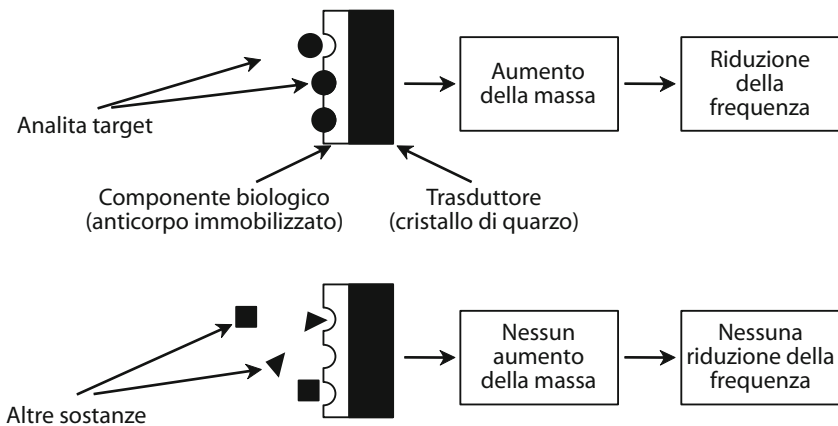 Analita target
Aumento
della massa
Riduzione
della
frequenza
Componente biologico
(anticorpo immobilizzato)
Trasduttore
(cristallo di quarzo)
Altre sostanze
Nessun
aumento
della massa
Nessuna
riduzione della
frequenza